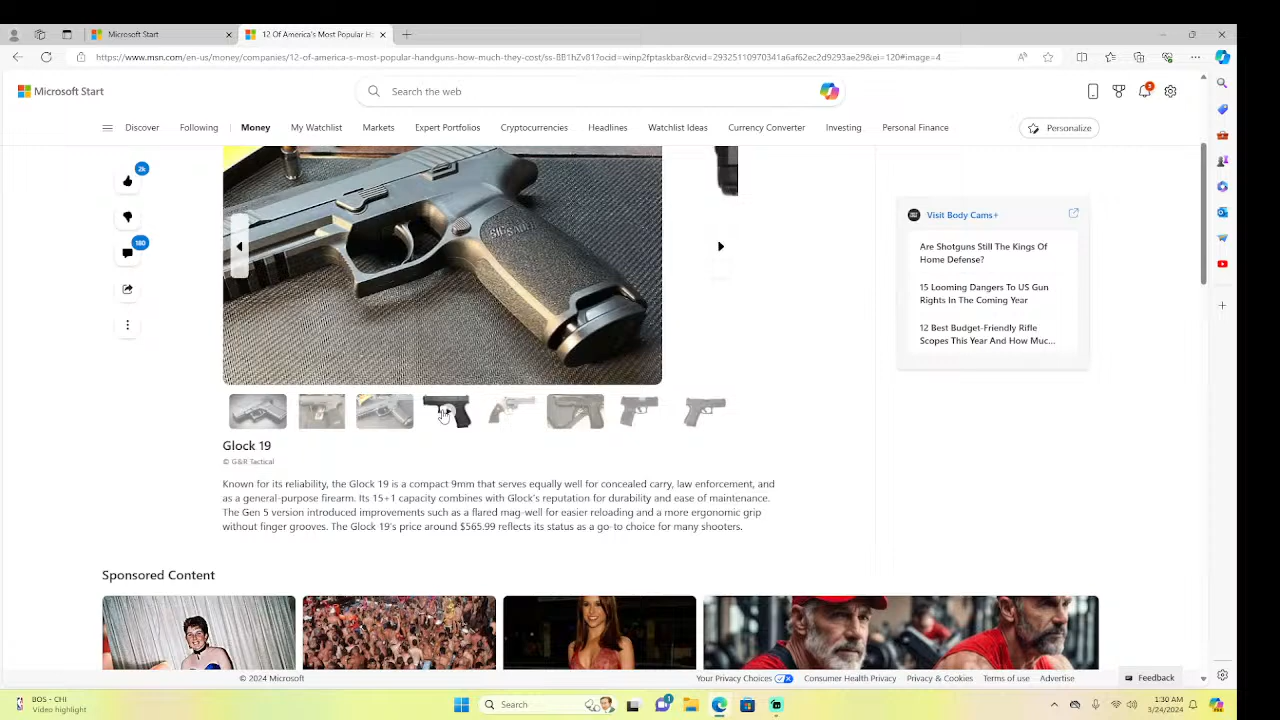 Microsoft Start
12 Of America's Most Popular H
https://www.msn.com/en-us/money/companies/12-of-america-s-most-popular-handguns-how-much-they-cost/ss-BB1hZv81?ocid=winp2fptaskbar&cvid=29325110970341a6af62ec2d9293ae29&ei=120#image=4
Microsoft Start
Search the web
3
Discover Following Money My Watchlist Markets Expert Portfolios Cryptocurrencies Headlines Watchlist Ideas Currency Converter Investing Personal Finance
Personalize
2k
180
SIG SAUER
Visit Body Cams+
Are Shotguns Still The Kings Of
Home Defense?
15 Looming Dangers To US Gun
Rights In The Coming Year
12 Best Budget-Friendly Rifle
Scopes This Year And How Muc...
Glock 19
© G&R Tactical
Known for its reliability, the Glock 19 is a compact 9mm that serves equally well for concealed carry, law enforcement, and
as a general-purpose firearm. Its 15+1 capacity combines with Glock's reputation for durability and ease of maintenance.
The Gen 5 version introduced improvements such as a flared mag-well for easier reloading and a more ergonomic grip
without finger grooves. The Glock 19's price around $565.99 reflects its status as a go-to choice for many shooters.
Sponsored Content
© 2024 Microsoft
Your Privacy Choices Consumer Health Privacy Privacy & Cookies Terms of use Advertise
Feedback
BOS - CHI
Video highlight
Search
1:30 AM
3/24/2024